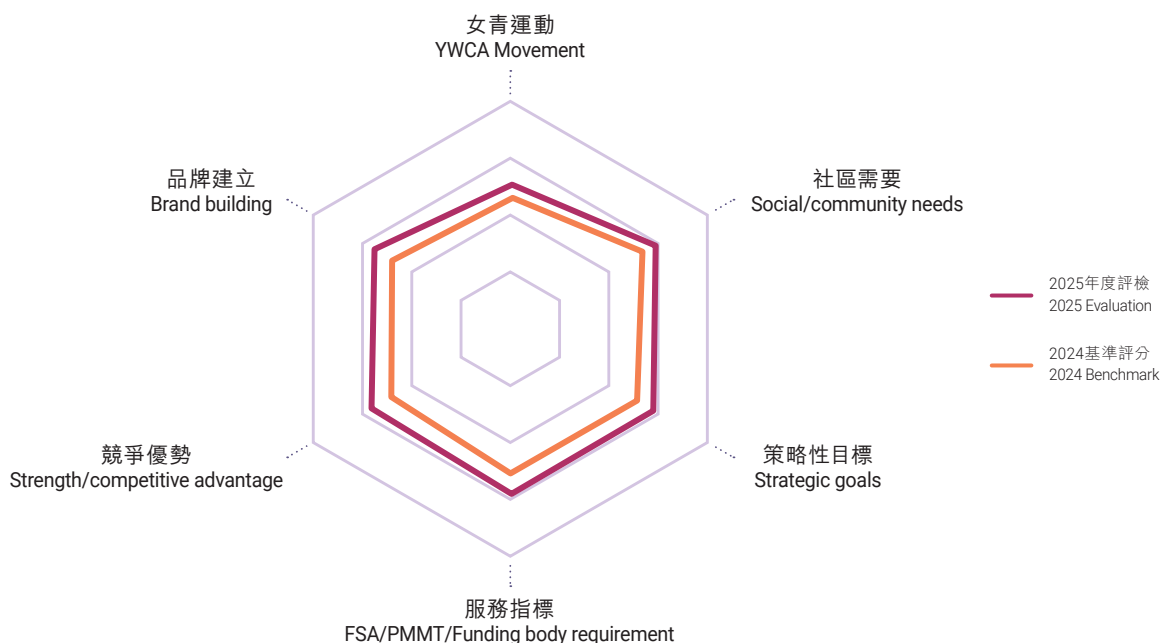 女青運動
YWCA Movement
品牌建立
Brand building
社區需要
Social/community needs
2025年度評檢
2025 Evaluation
2024基準評分
2024 Benchmark
競爭優勢
Strength/competitive advantage
策略性目標
Strategic goals
服務指標
FSA/PMMT/Funding body requirement